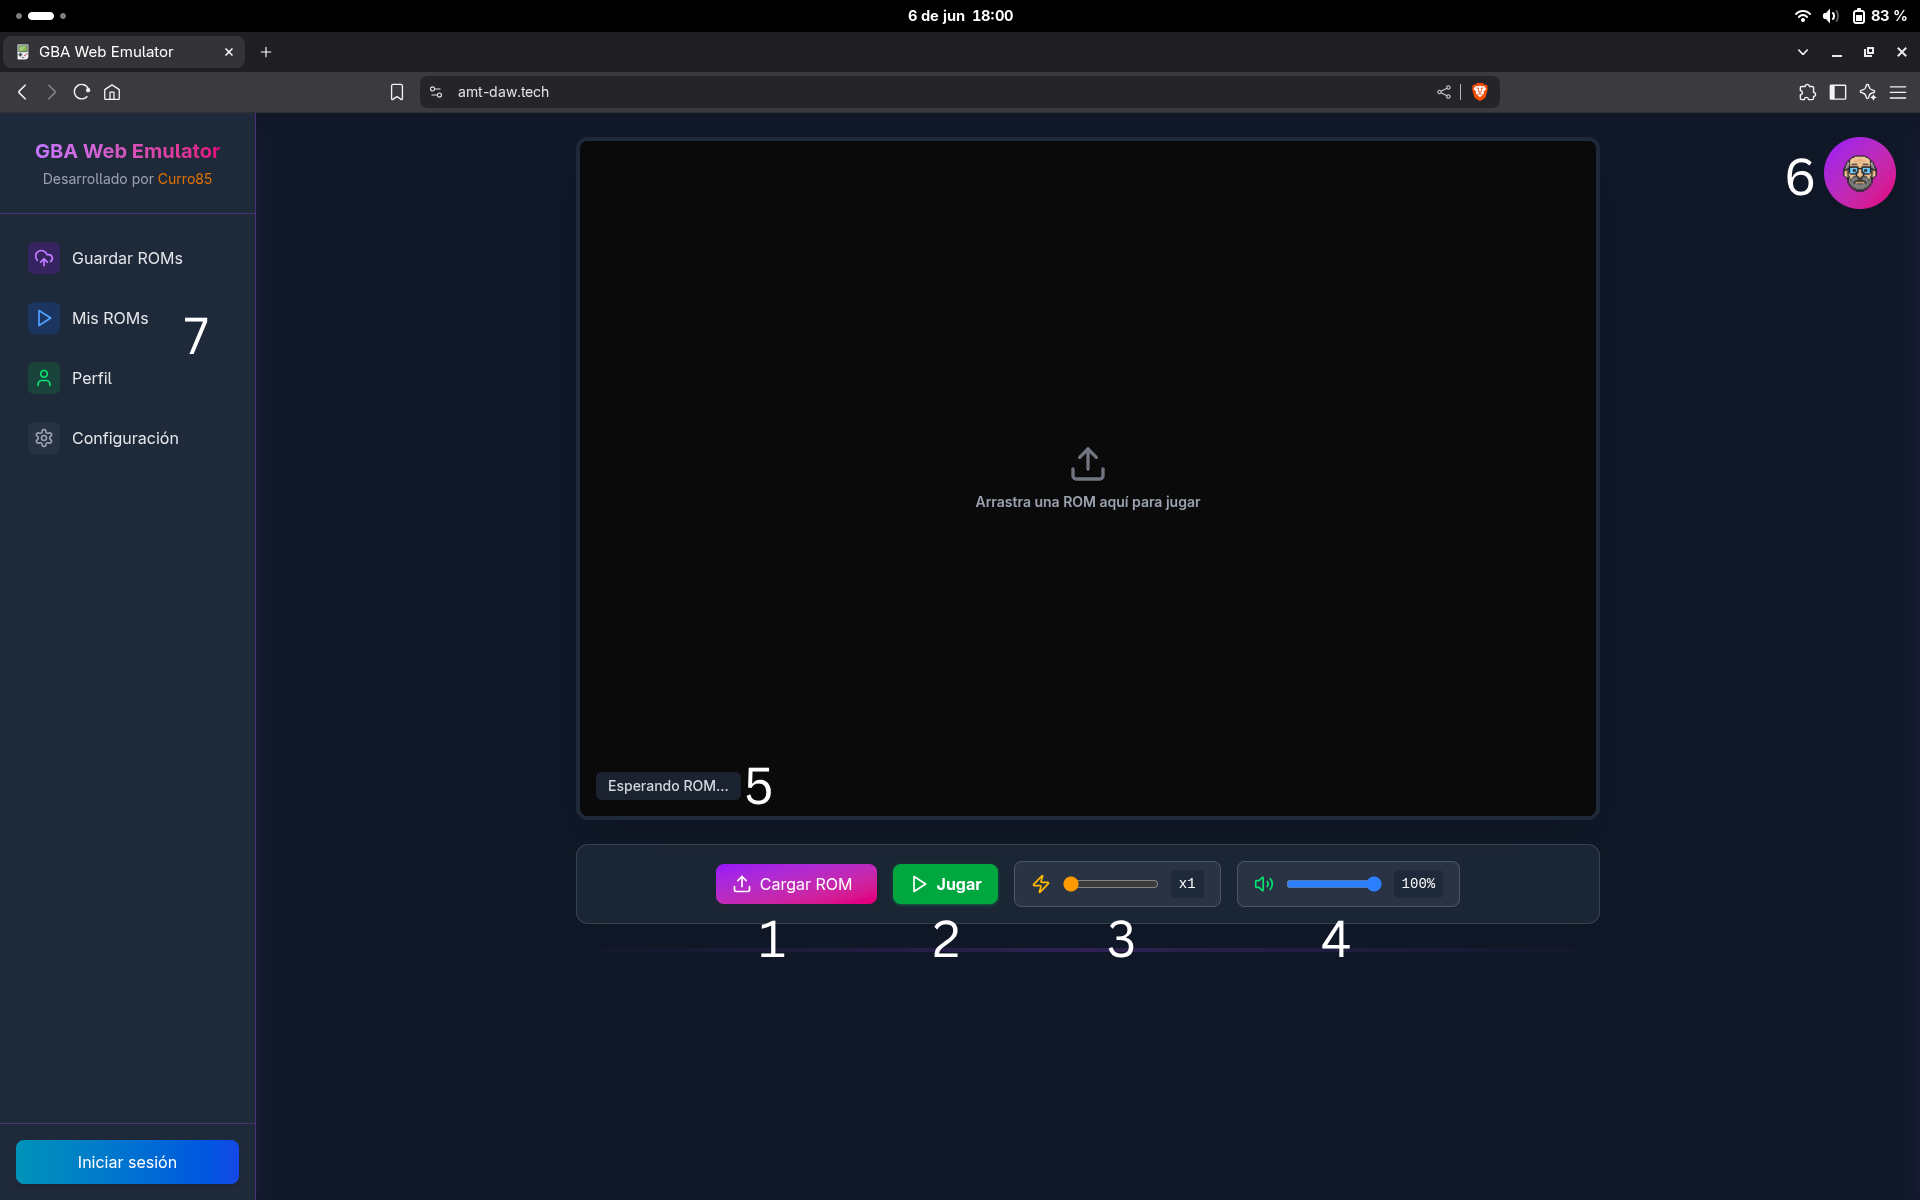 6 de jun 18:00
83 %
GBA Web Emulator
amt-daw.tech
GBA Web Emulator
Desarrollado por Curro85
Guardar ROMs
Mis ROMs
7
Perfil
Configuración
Iniciar sesión
6
Arrastra una ROM aquí para jugar
Esperando ROM...
5
Cargar ROM
Jugar
x1
100%
1
2
3
4